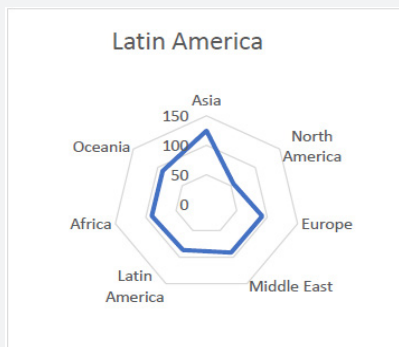 Latin America
Asia
150
100
50
0
North
America
Europe
Middle East
Latin
America
Africa
Oceania